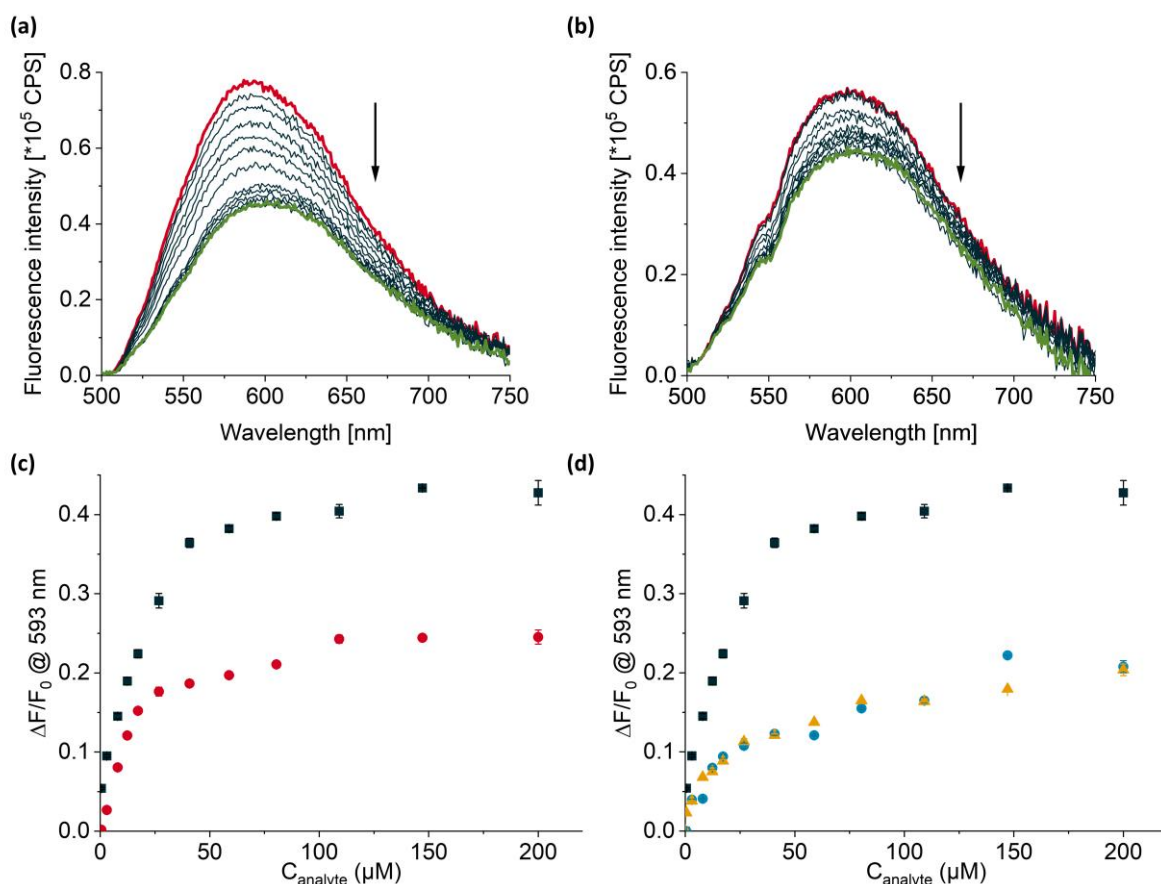 (a)
Fluorescence intensity [*10⁵ CPS]
0.8
0.6
0.4
0.2
0.0
500 550 600 650 700 750
Wavelength [nm]
(b)
Fluorescence intensity [*10⁵ CPS]
0.6
0.4
0.2
0.0
500 550 600 650 700 750
Wavelength [nm]
(c)
ΔF/F₀ @ 593 nm
0.4
0.3
0.2
0.1
0.0
0 50 100 150 200
C_analyte (μM)
(d)
ΔF/F₀ @ 593 nm
0.4
0.3
0.2
0.1
0.0
0 50 100 150 200
C_analyte (μM)